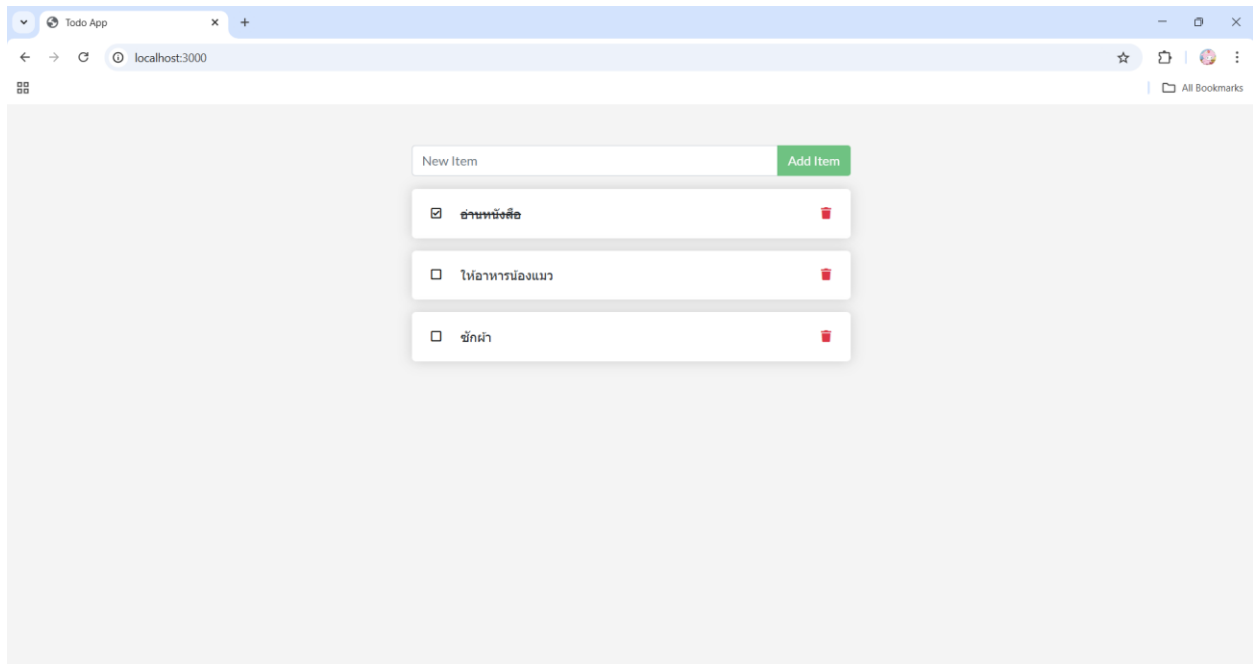 Todo App
localhost:3000
All Bookmarks
New Item
Add Item
อ่านหนังสือ
ให้อาหารน้องแมว
ซักผ้า